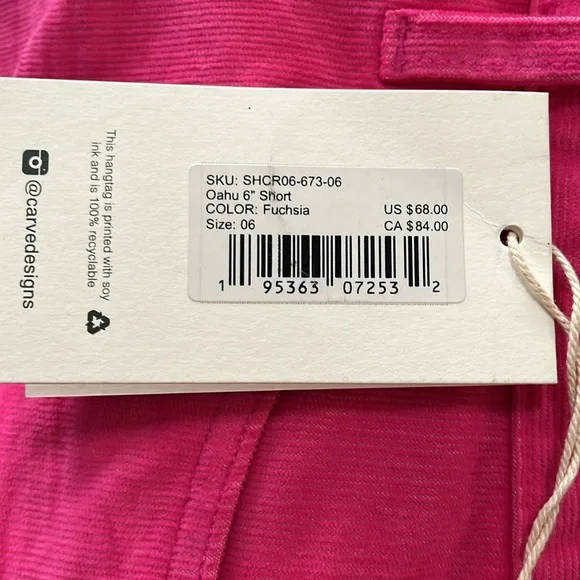 SKU: SHCR06-673-06
Oahu 6" Short
COLOR: Fuchsia US $68.00
Size: 06 CA $84.00
1 95363 07253 2
This hangtag is printed with soy
ink and is 100% recyclable
@carvedesigns